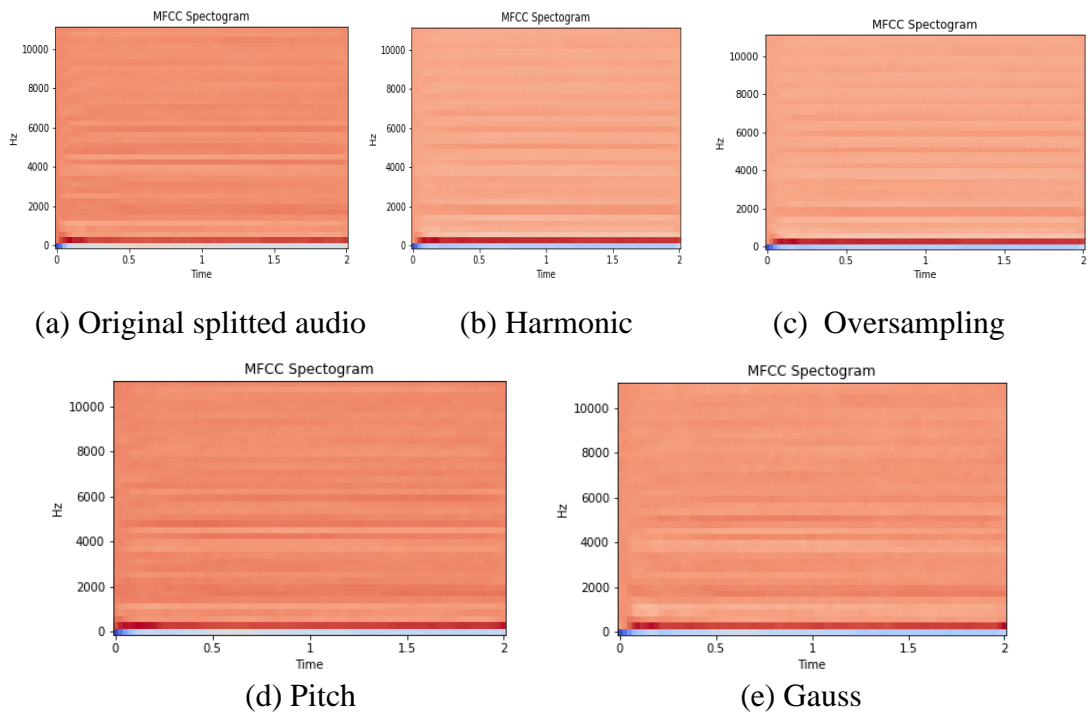 MFCC Spectogram
10000
8000
6000
4000
2000
0
Hz
0 0.5 1 1.5 2
Time
(a) Original splitted audio
MFCC Spectogram
10000
8000
6000
4000
2000
0
Hz
0 0.5 1 1.5 2
Time
(b) Harmonic
MFCC Spectogram
10000
8000
6000
4000
2000
0
Hz
0 0.5 1 1.5 2
Time
(c) Oversampling
MFCC Spectogram
10000
8000
6000
4000
2000
0
Hz
0 0.5 1 1.5 2
Time
(d) Pitch
MFCC Spectogram
10000
8000
6000
4000
2000
0
Hz
0 0.5 1 1.5 2
Time
(e) Gauss